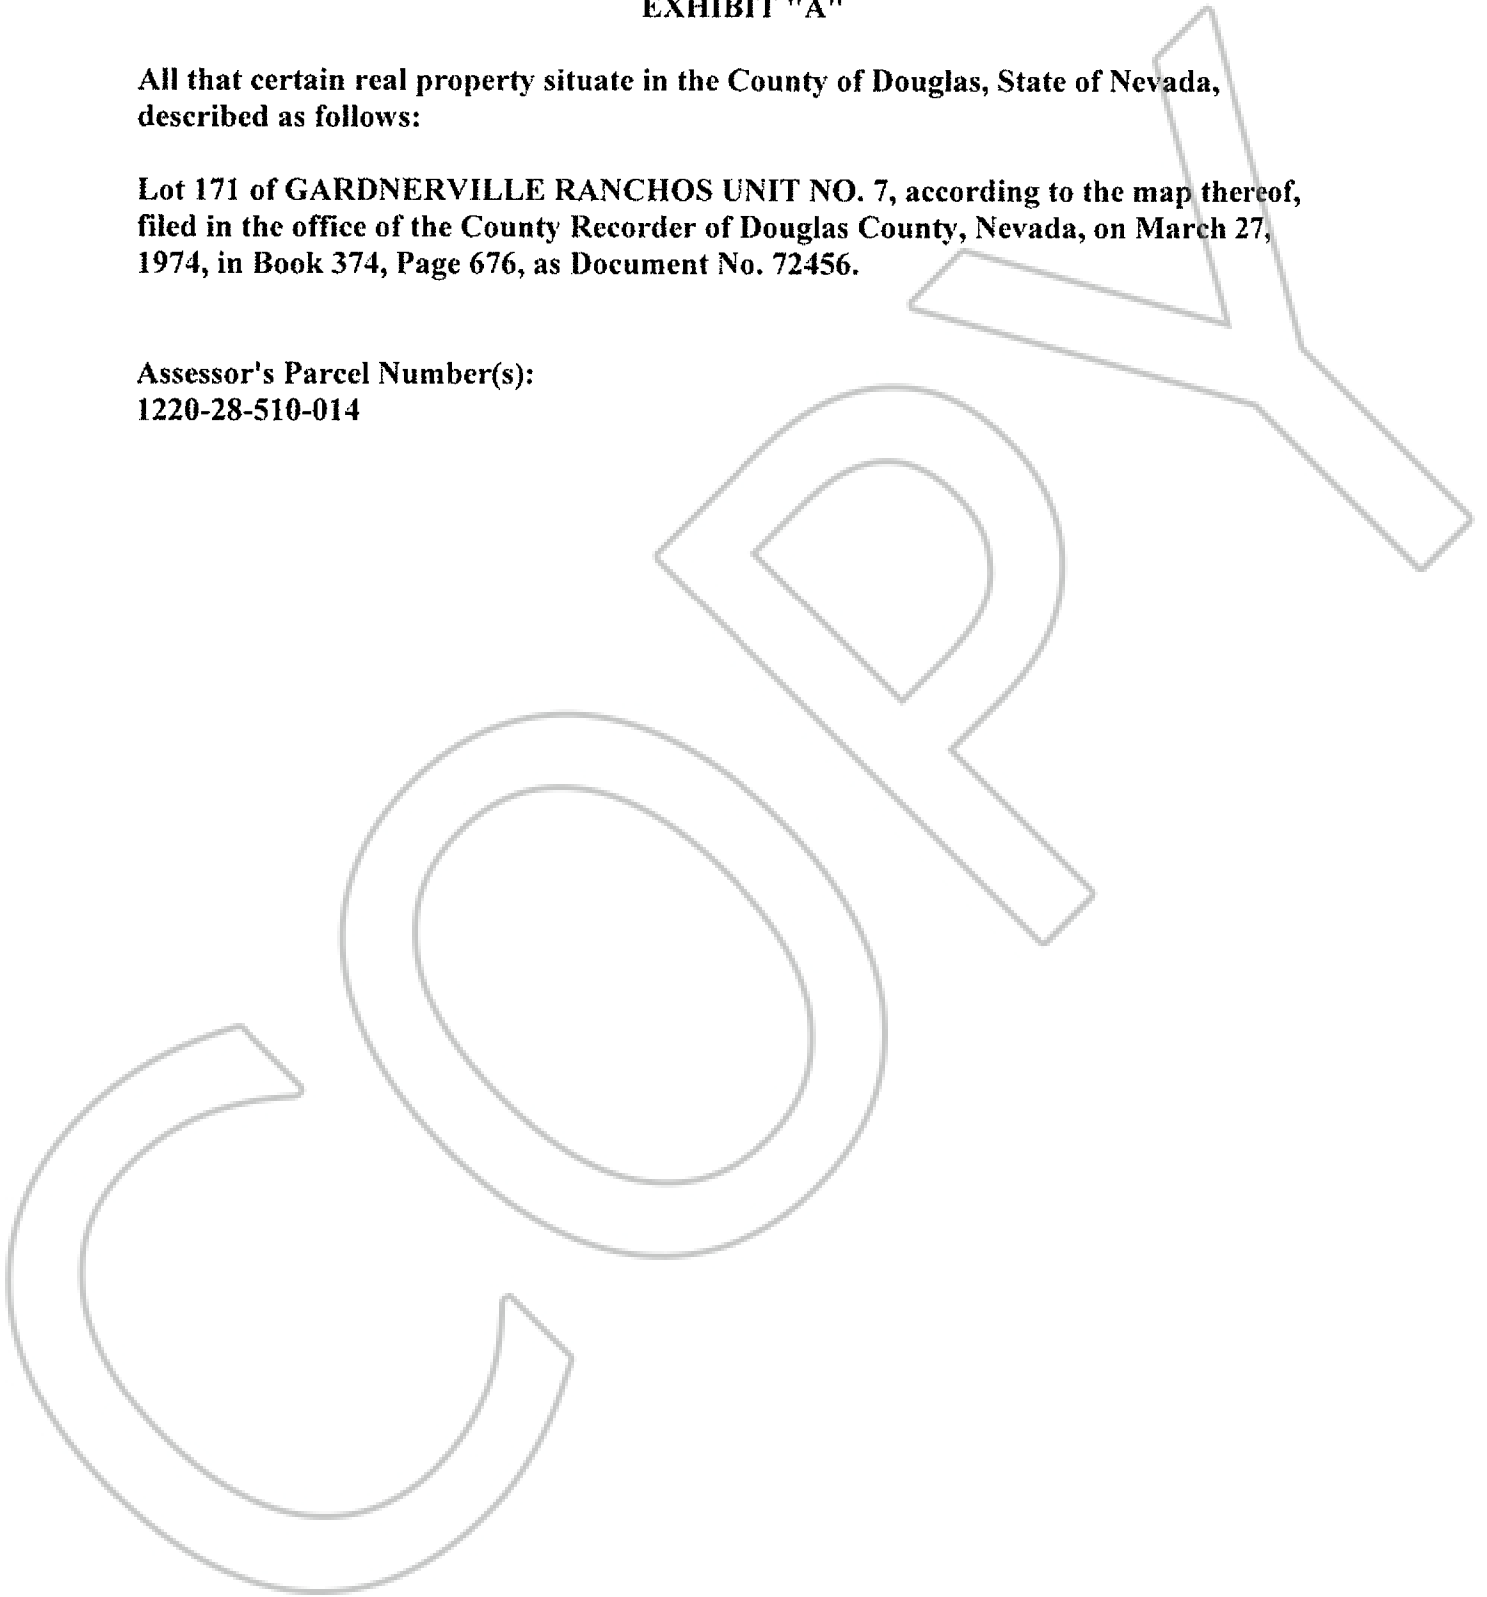 EXHIBIT "A"
All that certain real property situate in the County of Douglas, State of Nevada,
described as follows:
Lot 171 of GARDNERVILLE RANCHOS UNIT NO. 7, according to the map thereof,
filed in the office of the County Recorder of Douglas County, Nevada, on March 27,
1974, in Book 374, Page 676, as Document No. 72456.
Assessor's Parcel Number(s):
1220-28-510-014
COPY